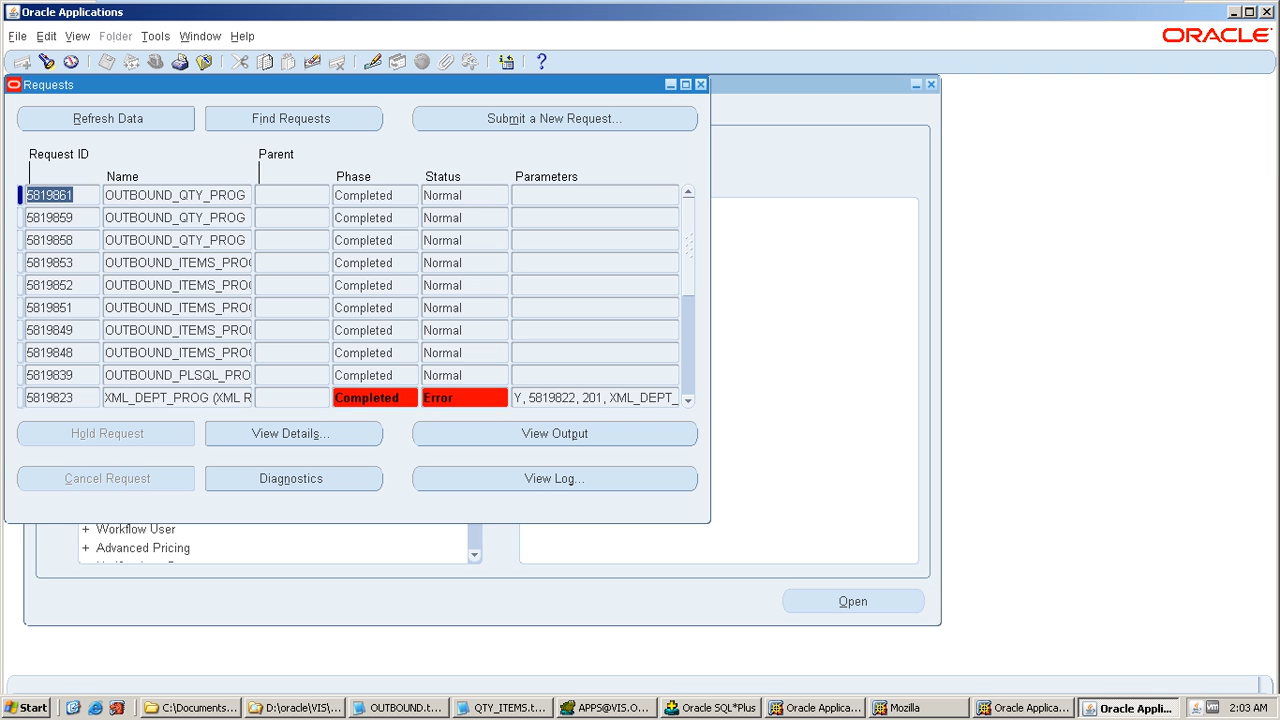 Oracle Applications
File Edit View Folder Tools Window Help
ORACLE
Requests
Refresh Data Find Requests Submit a New Request...
Request ID Parent
Name Phase Status Parameters
5819861 OUTBOUND_QTY_PROG Completed Normal
5819859 OUTBOUND_QTY_PROG Completed Normal
5819858 OUTBOUND_QTY_PROG Completed Normal
5819853 OUTBOUND_ITEMS_PRO Completed Normal
5819852 OUTBOUND_ITEMS_PRO Completed Normal
5819851 OUTBOUND_ITEMS_PRO Completed Normal
5819849 OUTBOUND_ITEMS_PRO Completed Normal
5819848 OUTBOUND_ITEMS_PRO Completed Normal
5819839 OUTBOUND_PLSQL_PRO Completed Normal
5819823 XML_DEPT_PROG (XML R Completed Error Y, 5819822, 201, XML_DEPT_
Hold Request View Details... View Output
Cancel Request Diagnostics View Log...
+ Workflow User
+ Advanced Pricing
Open
Start C:\Documents... D:\oracle\VIS\... OUTBOUND.t... QTY_ITEMS.t... APPS@VIS.O... Oracle SQL*Plus Oracle Applica... Mozilla Oracle Applica... Oracle Applic... 2:03 AM